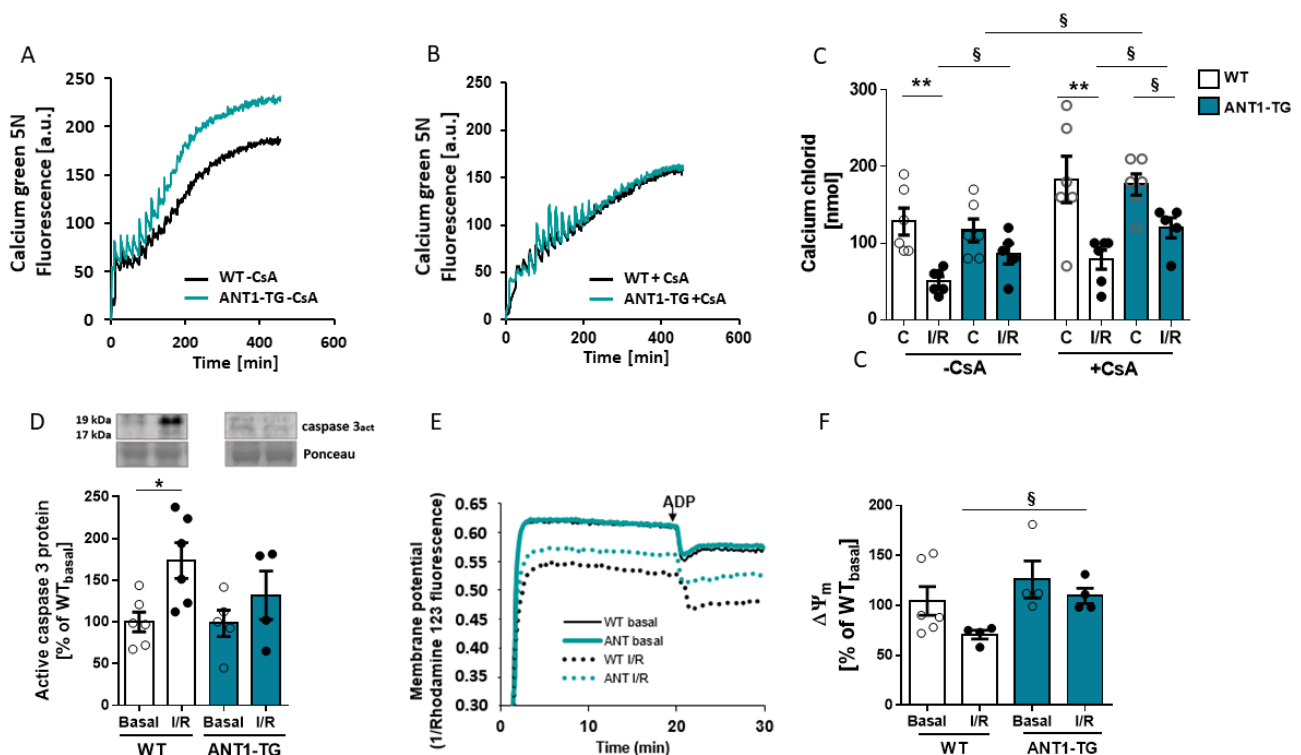 A
Calcium green 5N
Fluorescence [a.u.]
250
200
150
100
50
0
WT -CsA
ANT1-TG -CsA
0 200 400 600
Time [min]
B
Calcium green 5N
Fluorescence [a.u.]
250
200
150
100
50
0
WT + CsA
ANT1-TG +CsA
0 200 400 600
Time [min]
C
§
§ §
** ** §
WT
ANT1-TG
Calcium chlorid
[nmol]
300
200
100
0
C I/R C I/R C I/R C I/R
-CsA +CsA
C
D
19 kDa
17 kDa
caspase 3act
Ponceau
Active caspase 3 protein
[% of WTbasal]
250
200
150
100
50
0
*
Basal I/R Basal I/R
WT ANT1-TG
E
Membrane potential
(1/Rhodamine 123 fluorescence)
0.65
0.60
0.55
0.50
0.45
0.40
0.35
0.30
ADP
WT basal
ANT basal
WT I/R
ANT I/R
0 10 20 30
Time (min)
F
ΔΨm
[% of WTbasal]
200
150
100
50
0
§
Basal I/R Basal I/R
WT ANT1-TG